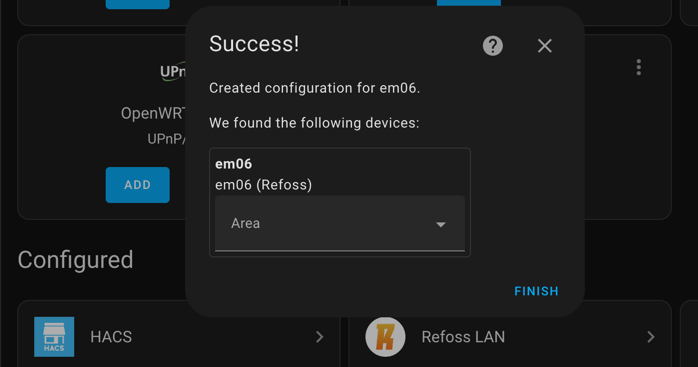 Success!
Created configuration for em06.
We found the following devices:
em06
em06 (Refoss)
Area
FINISH
UPn
OpenWRT
UPnP/
ADD
Configured
HACS
HACS
Refoss LAN